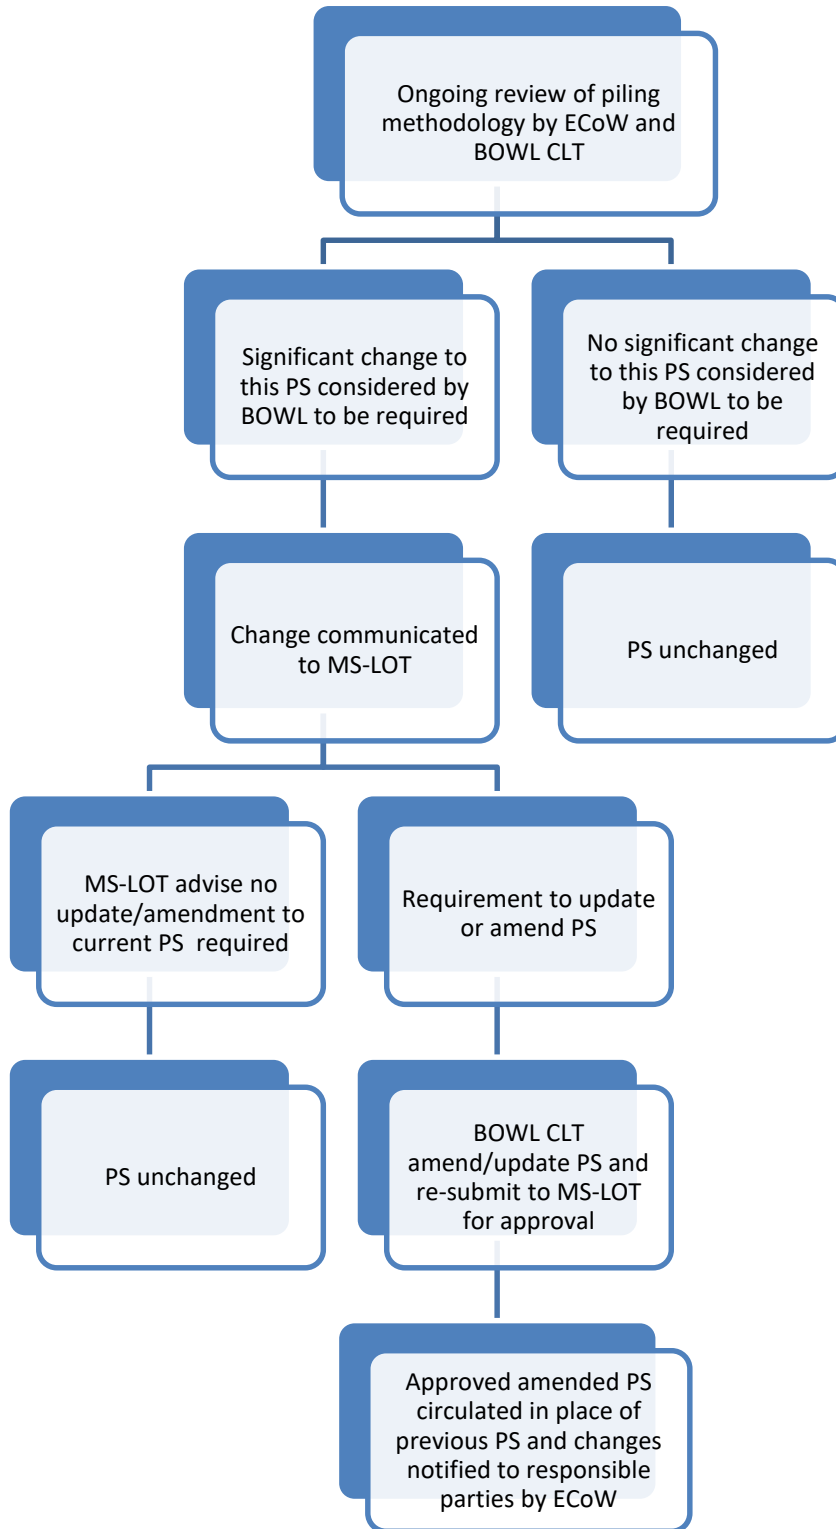 Ongoing review of piling
methodology by ECoW and
BOWL CLT
Significant change to
this PS considered by
BOWL to be required
No significant change
to this PS considered
by BOWL to be
required
Change communicated
to MS-LOT
PS unchanged
MS-LOT advise no
update/amendment to
current PS required
Requirement to update
or amend PS
PS unchanged
BOWL CLT
amend/update PS and
re-submit to MS-LOT
for approval
Approved amended PS
circulated in place of
previous PS and changes
notified to responsible
parties by ECoW